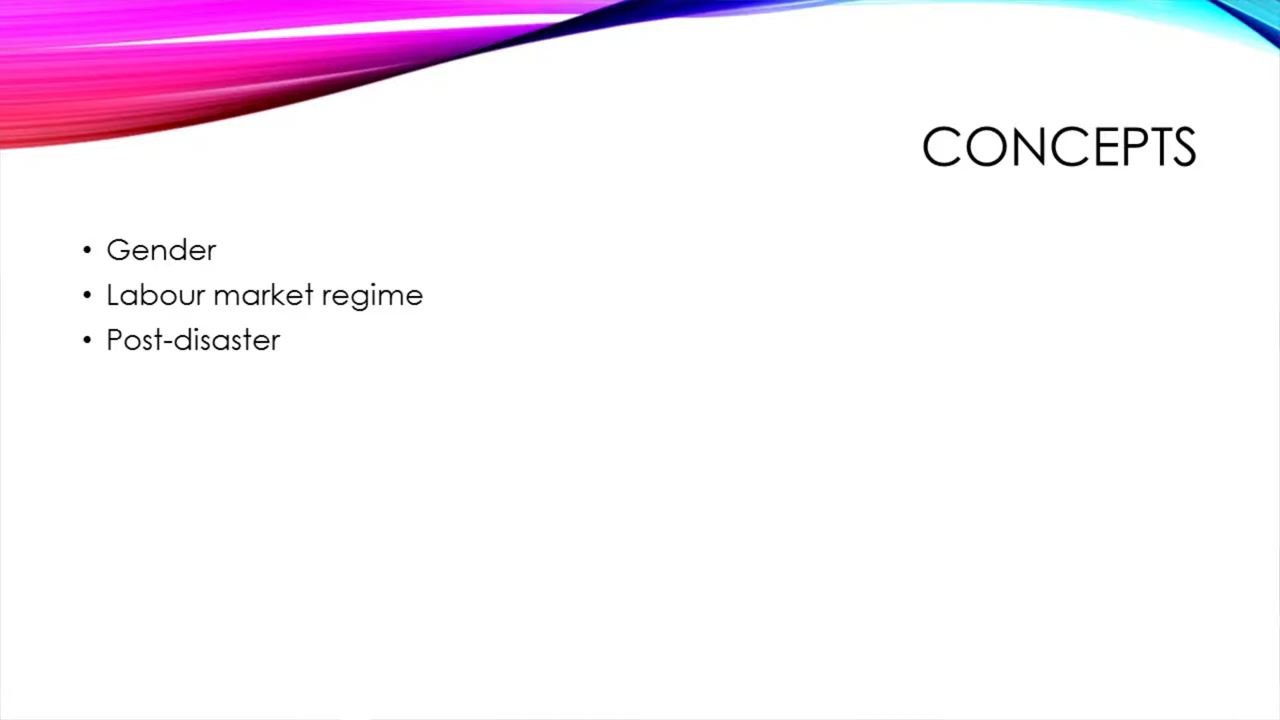 CONCEPTS
• Gender
• Labour market regime
• Post-disaster